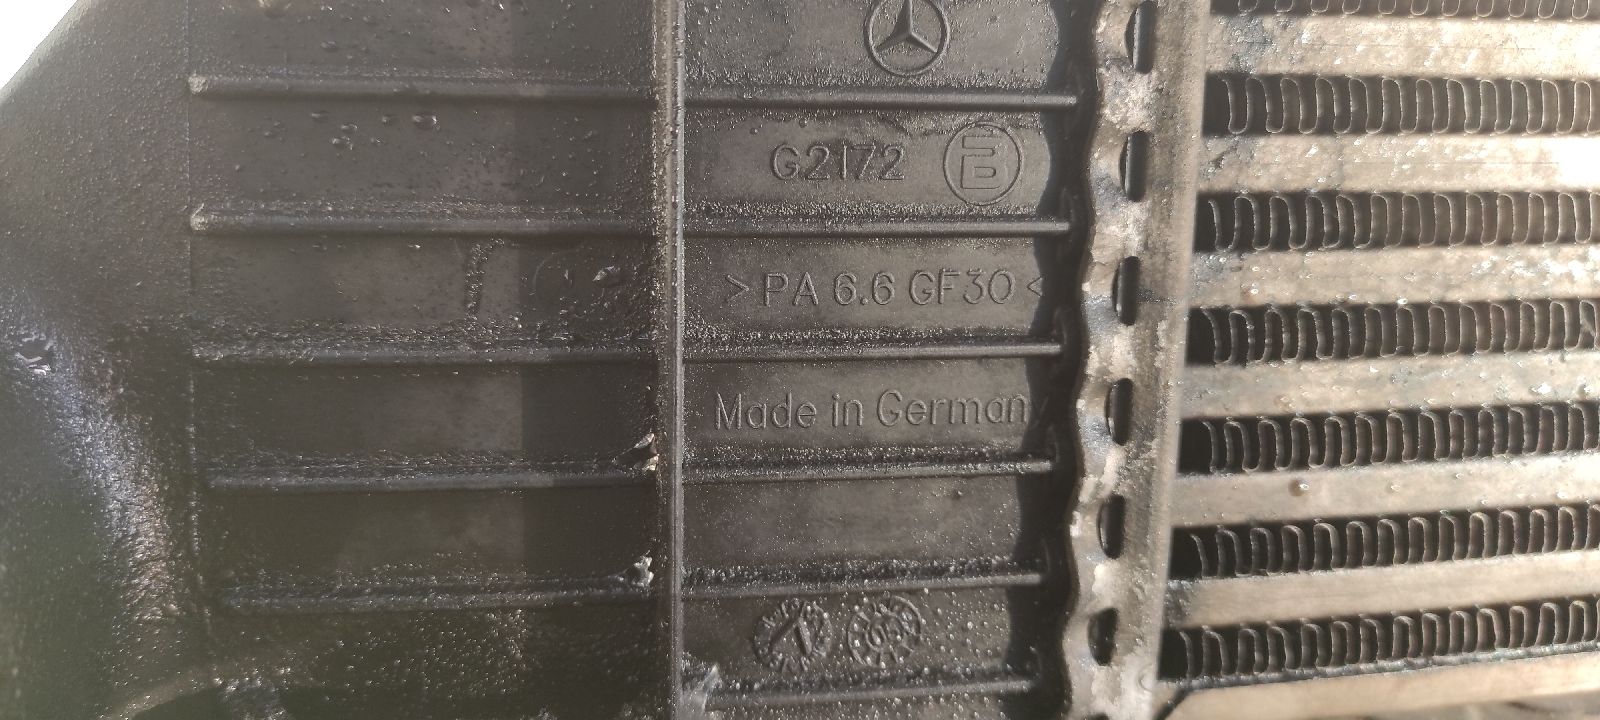 G2172 B
>PA 6.6 GF30<
Made in Germany